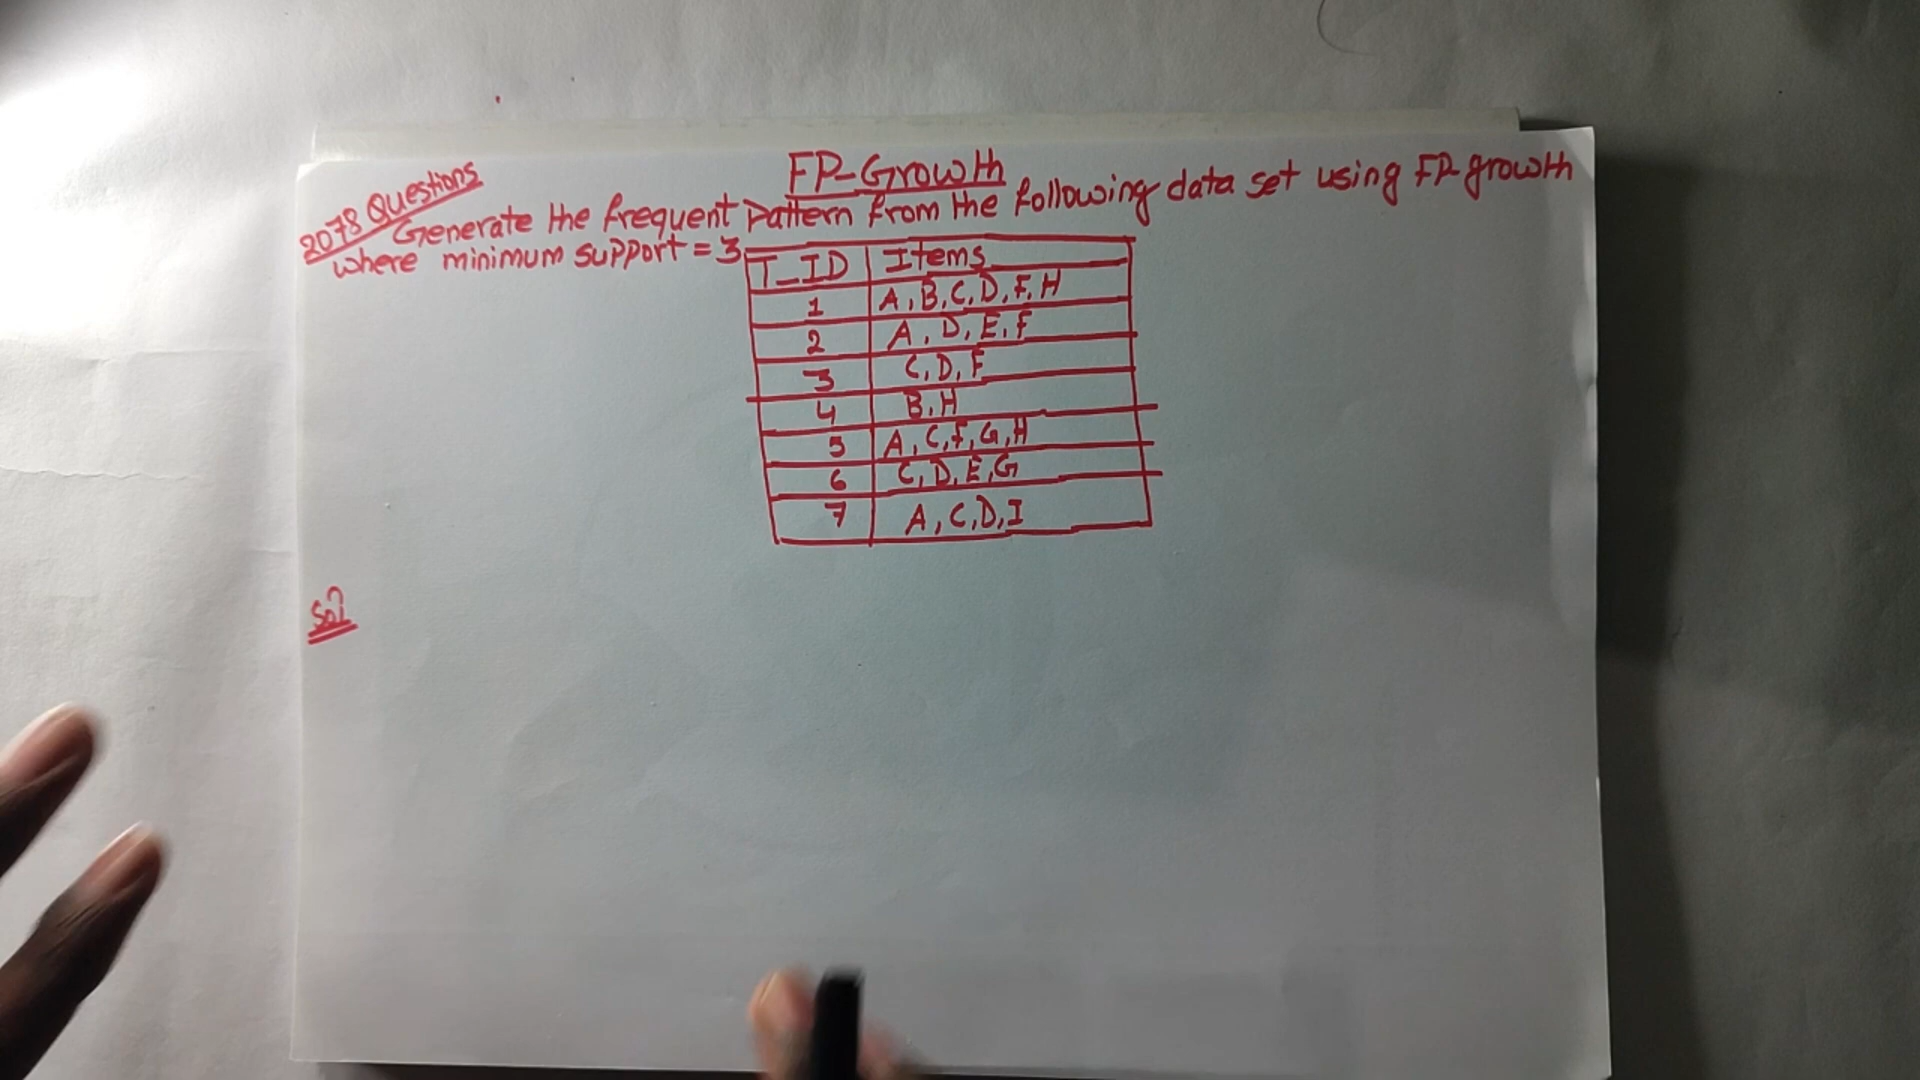 FP-Growth
2078 Questions
Generate the frequent Pattern from the following data set using FP-growth
where minimum support = 3
T_ID Items
1 A, B, C, D, F, H
2 A, D, E, F
3 C, D, F
4 B, H
5 A, C, F, G, H
6 C, D, E, G
7 A, C, D, I
Sol